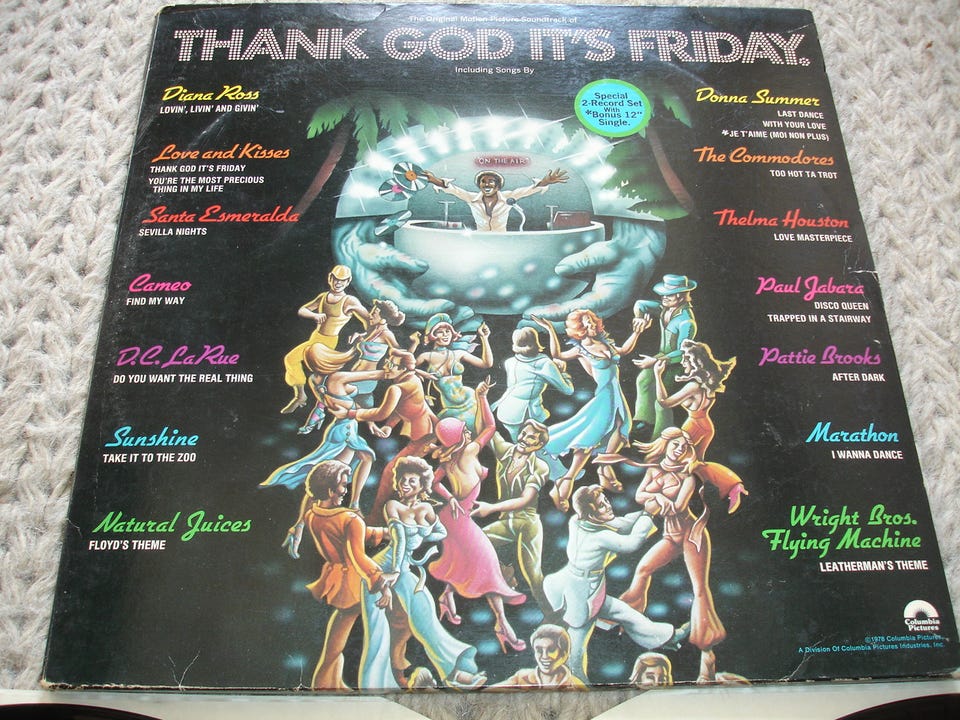 The Original Motion Picture Soundtrack of
THANK GOD IT'S FRIDAY.
Including Songs By
Special
2-Record Set
With
*Bonus 12"
Single.
"ON THE AIR"
Diana Ross
LOVIN', LIVIN' AND GIVIN'
Love and Kisses
THANK GOD IT'S FRIDAY
YOU'RE THE MOST PRECIOUS
THING IN MY LIFE
Santa Esmeralda
SEVILLA NIGHTS
Cameo
FIND MY WAY
D.C. LaRue
DO YOU WANT THE REAL THING
Sunshine
TAKE IT TO THE ZOO
Natural Juices
FLOYD'S THEME
Donna Summer
LAST DANCE
WITH YOUR LOVE
*JE T'AIME (MOI NON PLUS)
The Commodores
TOO HOT TA TROT
Thelma Houston
LOVE MASTERPIECE
Paul Jabara
DISCO QUEEN
TRAPPED IN A STAIRWAY
Pattie Brooks
AFTER DARK
Marathon
I WANNA DANCE
Wright Bros.
Flying Machine
LEATHERMAN'S THEME
Columbia
Pictures
©1978 Columbia Pictures,
A Division Of Columbia Pictures Industries, Inc.